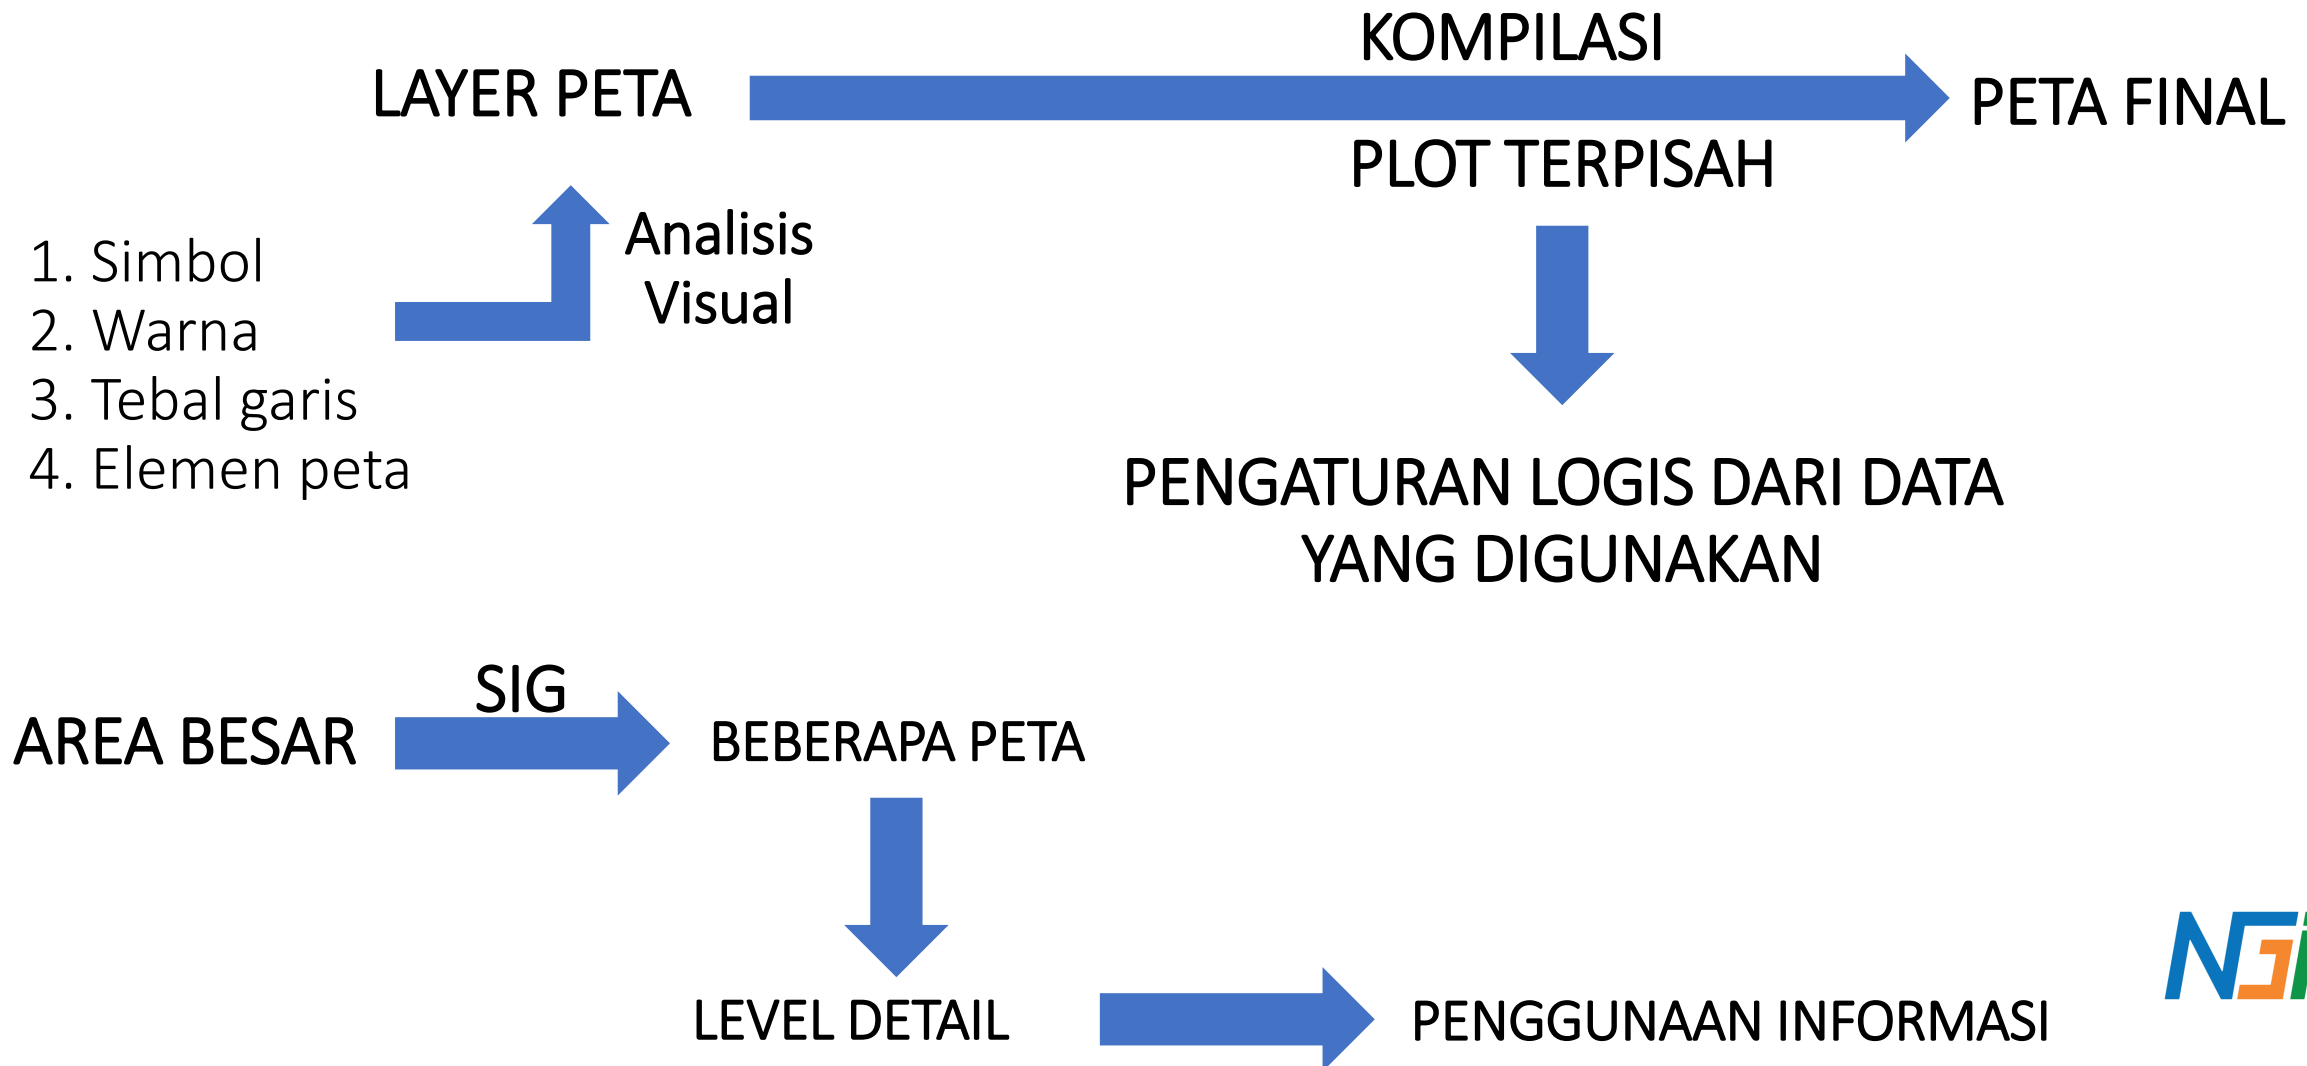 KOMPILASI
LAYER PETA
PETA FINAL
PLOT TERPISAH
Analisis
Visual
1. Simbol
2. Warna
3. Tebal garis
4. Elemen peta
PENGATURAN LOGIS DARI DATA
YANG DIGUNAKAN
SIG
AREA BESAR
BEBERAPA PETA
LEVEL DETAIL
PENGGUNAAN INFORMASI
NGi